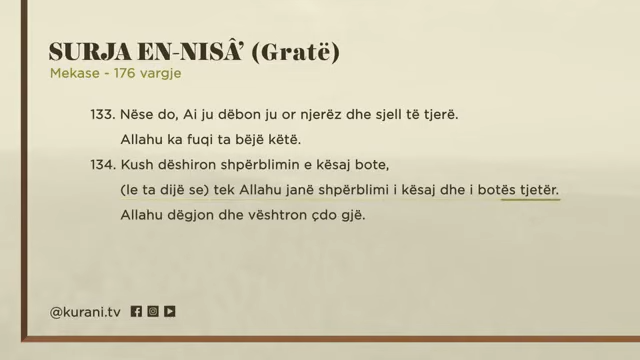 SURJA EN-NISÂ’ (Gratë)
Mekase - 176 vargje
133. Nëse do, Ai ju dëbon ju or njerëz dhe sjell të tjerë.
Allahu ka fuqi ta bëjë këtë.
134. Kush dëshiron shpërblimin e kësaj bote,
(le ta dijë se) tek Allahu janë shpërblimi i kësaj dhe i botës tjetër.
Allahu dëgjon dhe vështron çdo gjë.
@kurani.tv